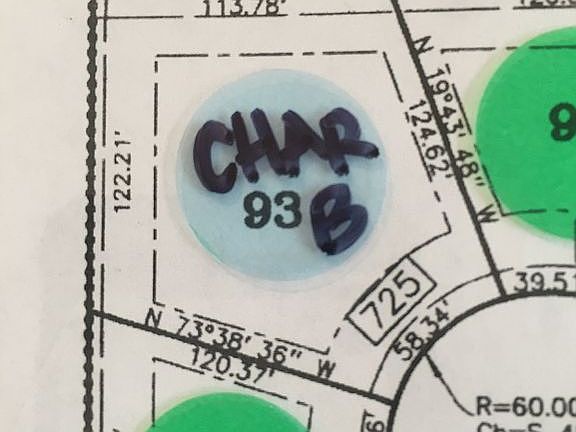 113.78'
122.21'
CHAR
93 B
N 19°43' 48" W
124.62
725
39.51
58.34'
N 73°38' 36" W
120.37'
R=60.00